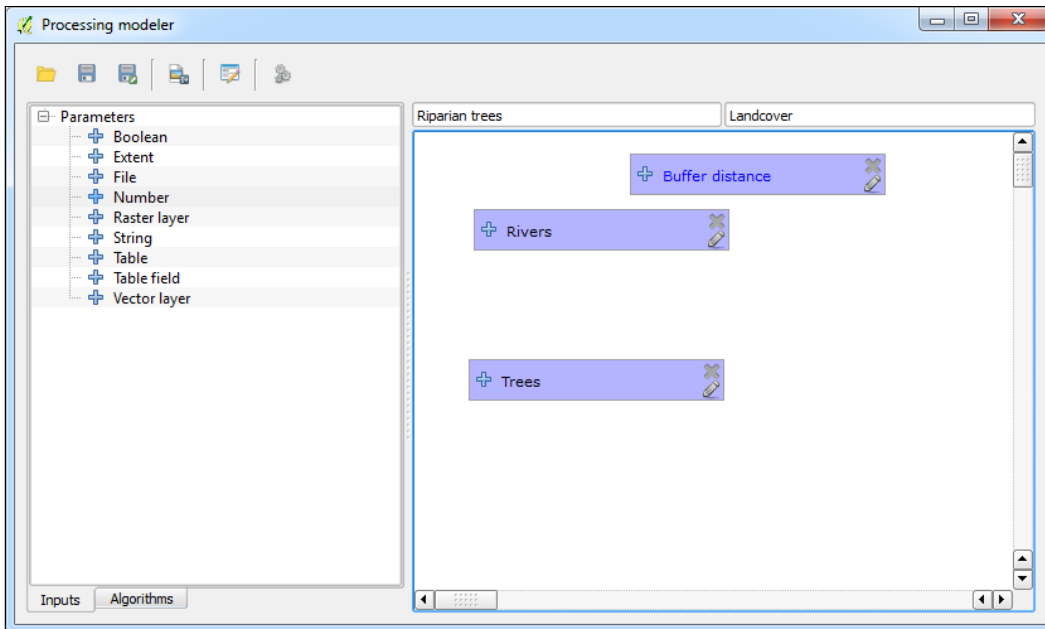 Processing modeler
Parameters
Boolean
Extent
File
Number
Raster layer
String
Table
Table field
Vector layer
Inputs
Algorithms
Riparian trees
Landcover
Buffer distance
Rivers
Trees